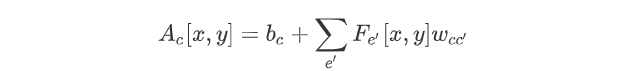 $A_c[x, y] = b_c + \sum_{e'} F_{e'}[x, y] w_{cc'}$